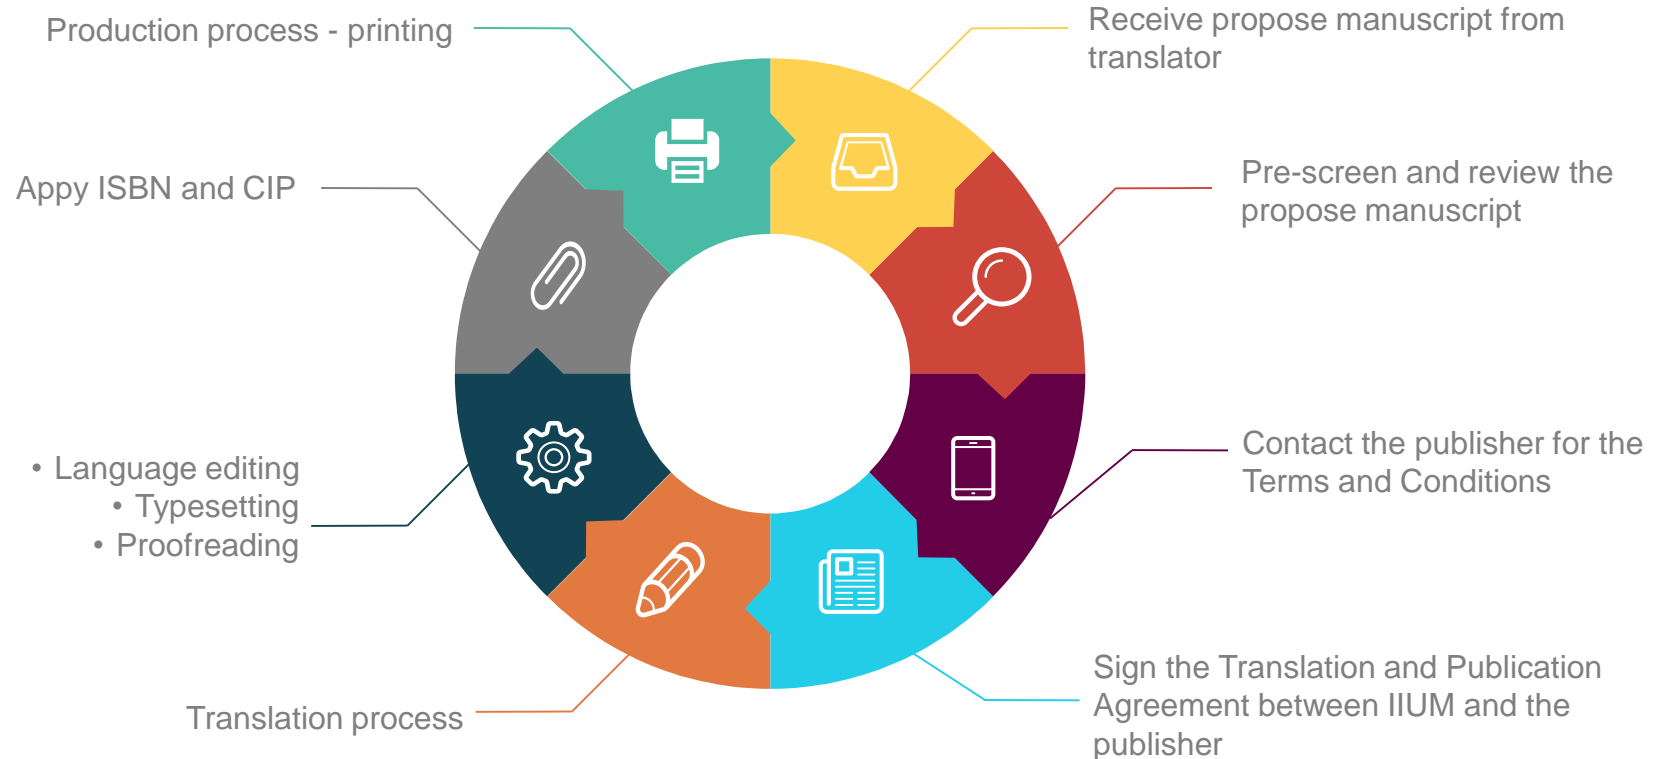 Production process - printing
Receive propose manuscript from
translator
Appy ISBN and CIP
Pre-screen and review the
propose manuscript
• Language editing
• Typesetting
• Proofreading
Contact the publisher for the
Terms and Conditions
Translation process
Sign the Translation and Publication
Agreement between IIUM and the
publisher